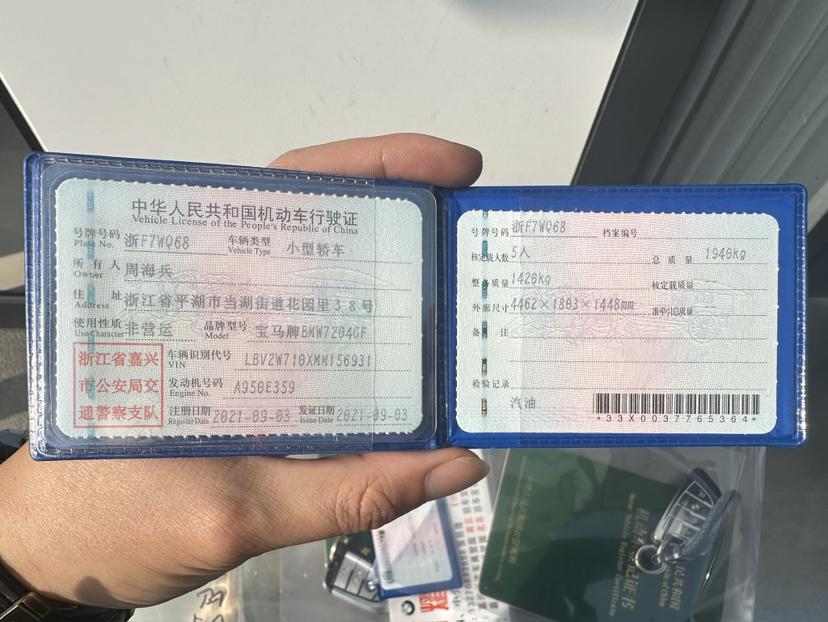 中华人民共和国机动车行驶证
Vehicle License of the People's Republic of China
号牌号码 浙F7WQ68 车辆类型 小型轿车
Plate No. Vehicle Type
所有人 周海兵
Owner
住址 浙江省平湖市当湖街道花园里38号
Address
使用性质 非营运 品牌型号 宝马牌BMW7204GF
Use Character Model
浙江省嘉兴
市公安局交
通警察支队
车辆识别代号 LBV2W710XMM156931
VIN
发动机号码 A950E359
Engine No.
注册日期 2021-09-03 发证日期 2021-09-03
Register Date Issue Date
号牌号码 浙F7WQ68 档案编号
核定载人数 5人 总质量 1940kg
整备质量 1420kg 核定载质量
外廓尺寸 4462×1803×1448mm 准牵引总质量
备注
检验记录
汽油
*33X0037765364*